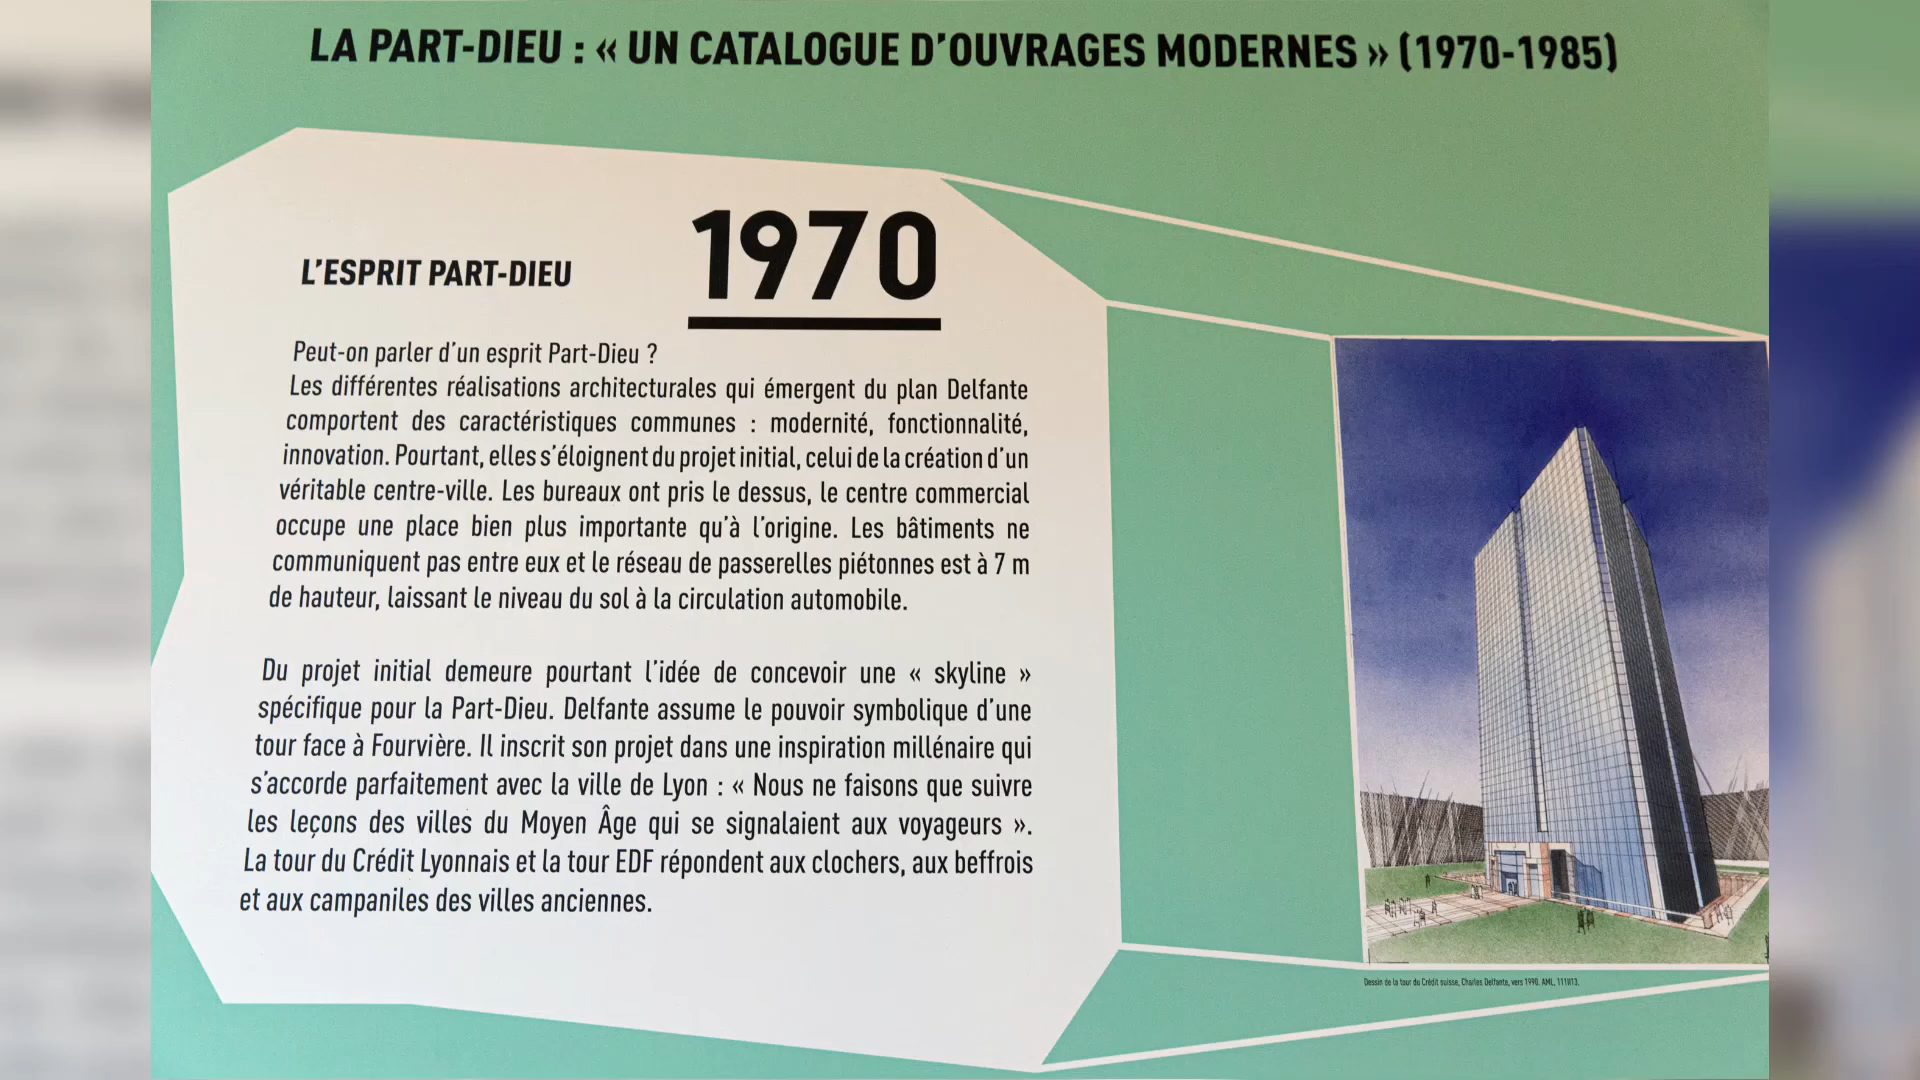 LA PART-DIEU : « UN CATALOGUE D'OUVRAGES MODERNES » (1970-1985)
1970
L'ESPRIT PART-DIEU
Peut-on parler d'un esprit Part-Dieu ?
Les différentes réalisations architecturales qui émergent du plan Delfante
comportent des caractéristiques communes : modernité, fonctionnalité,
innovation. Pourtant, elles s'éloignent du projet initial, celui de la création d'un
véritable centre-ville. Les bureaux ont pris le dessus, le centre commercial
occupe une place bien plus importante qu'à l'origine. Les bâtiments ne
communiquent pas entre eux et le réseau de passerelles piétonnes est à 7 m
de hauteur, laissant le niveau du sol à la circulation automobile.
Du projet initial demeure pourtant l'idée de concevoir une « skyline »
spécifique pour la Part-Dieu. Delfante assume le pouvoir symbolique d'une
tour face à Fourvière. Il inscrit son projet dans une inspiration millénaire qui
s'accorde parfaitement avec la ville de Lyon : « Nous ne faisons que suivre
les leçons des villes du Moyen Âge qui se signalaient aux voyageurs ».
La tour du Crédit Lyonnais et la tour EDF répondent aux clochers, aux beffrois
et aux campaniles des villes anciennes.
Dessin de la tour du Crédit suisse, Charles Delfante, vers 1990. AML, 111II13.